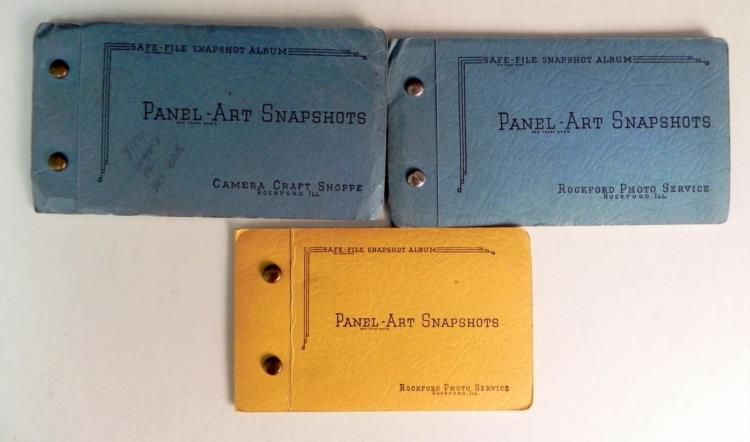 SAFE-FILE SNAPSHOT ALBUM
PANEL-ART SNAPSHOTS
CAMERA CRAFT SHOPPE
ROCKFORD ILL.
SAFE-FILE SNAPSHOT ALBUM
PANEL-ART SNAPSHOTS
ROCKFORD PHOTO SERVICE
ROCKFORD, ILL.
SAFE-FILE SNAPSHOT ALBUM
PANEL-ART SNAPSHOTS
ROCKFORD PHOTO SERVICE
ROCKFORD, ILL.